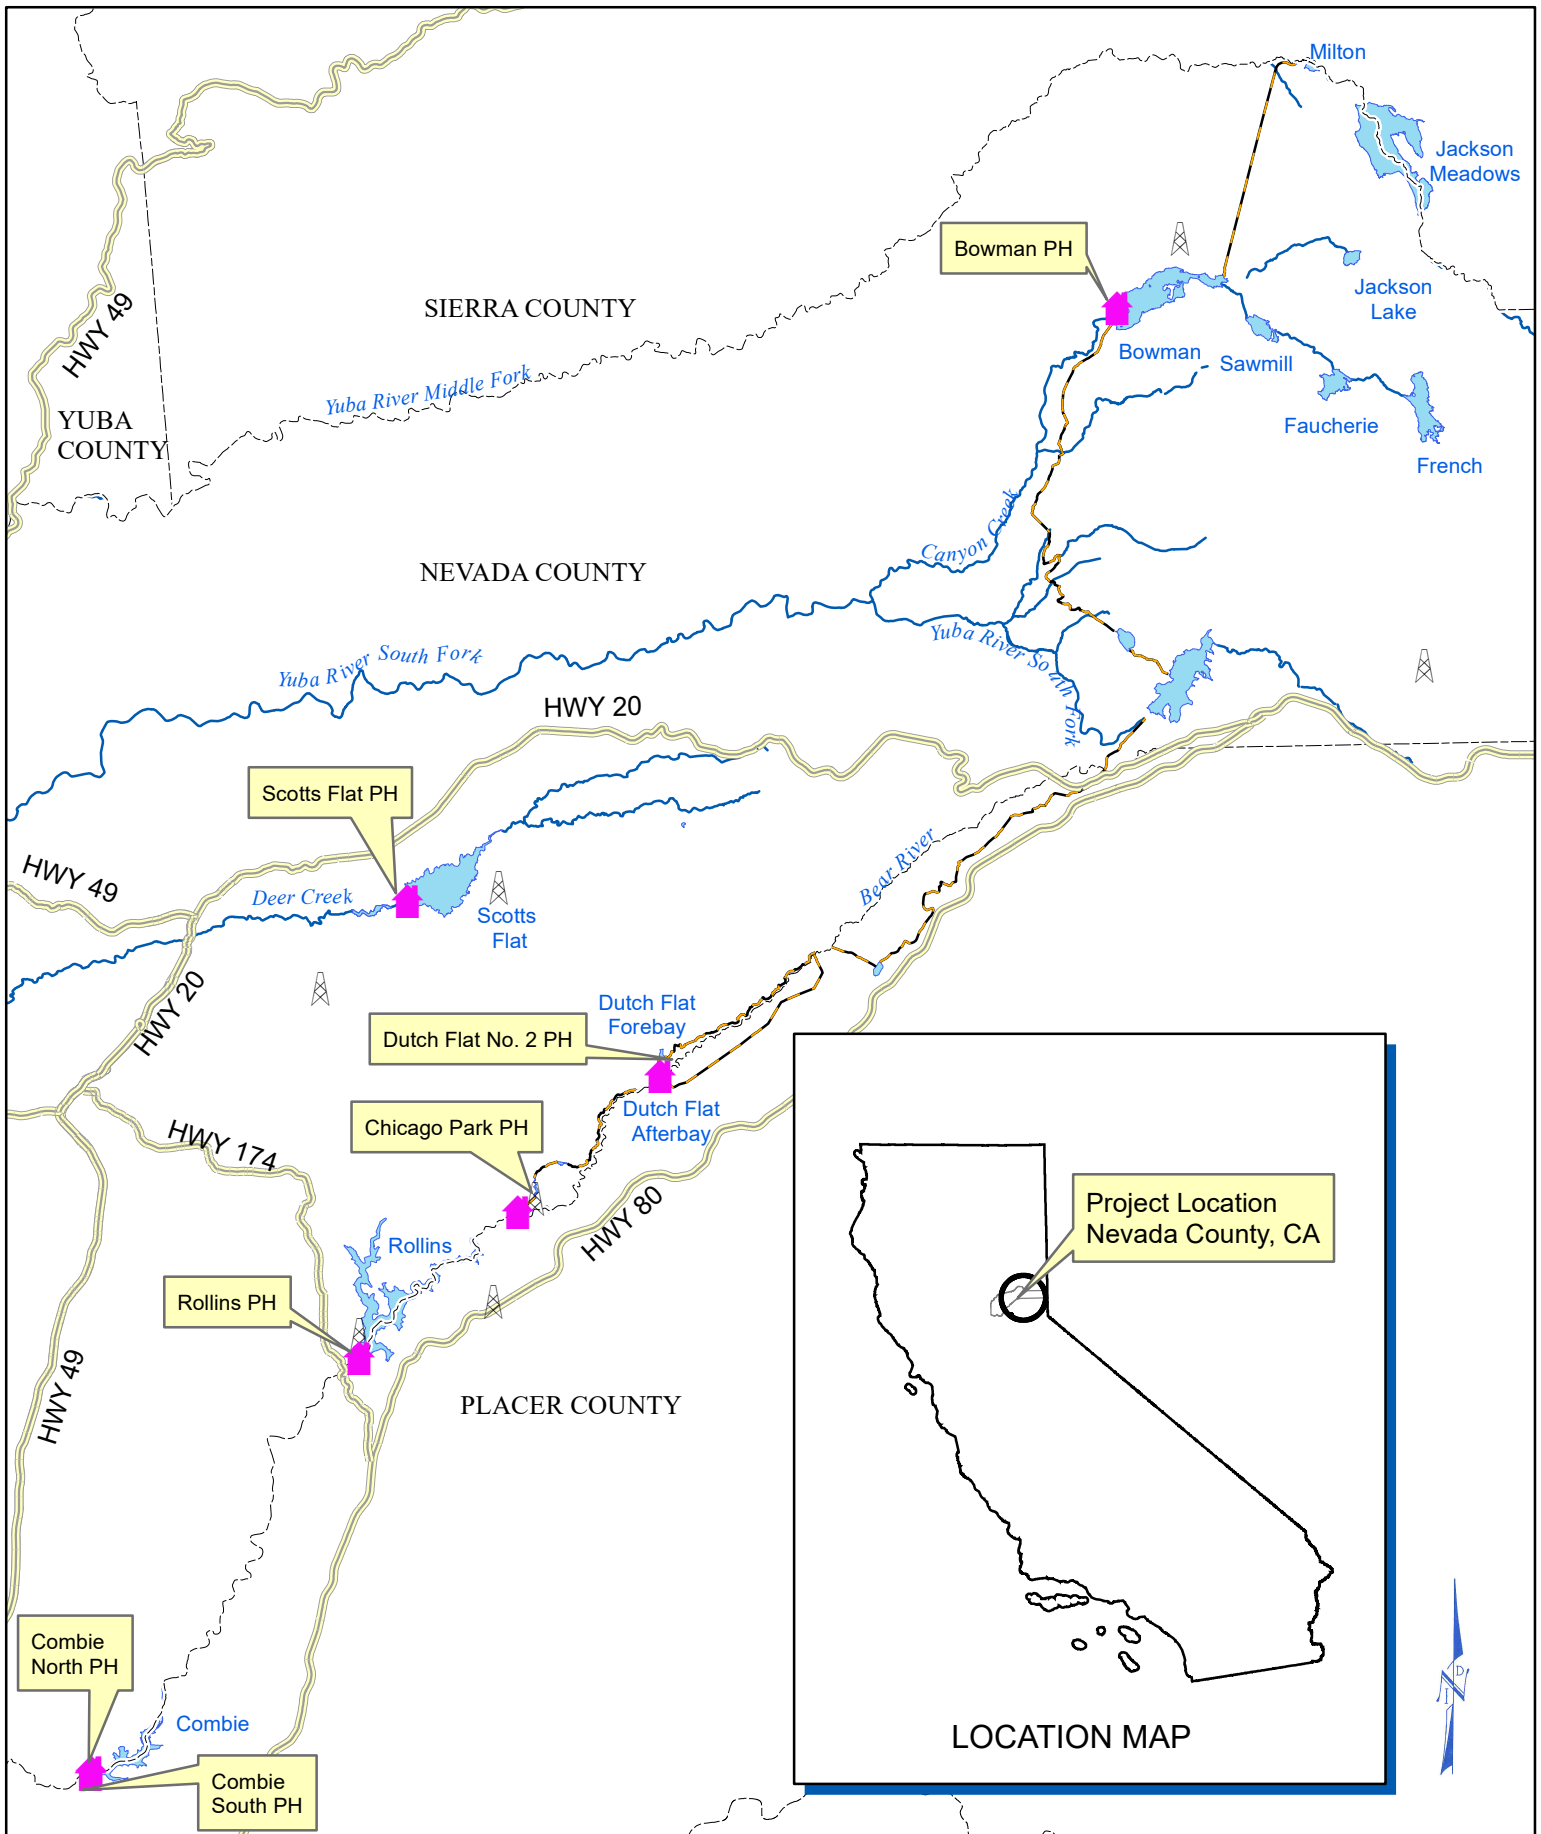 Milton
Jackson
Meadows
Bowman PH
Jackson
Lake
SIERRA COUNTY
HWY 49
Bowman
Sawmill
Yuba River Middle Fork
YUBA
COUNTY
Faucherie
French
Canyon Creek
NEVADA COUNTY
Yuba River South Fork
Yuba River South Fork
HWY 20
Scotts Flat PH
Bear River
HWY 49
Deer Creek
Scotts
Flat
HWY 20
Dutch Flat
Forebay
Dutch Flat No. 2 PH
Dutch Flat
Afterbay
Chicago Park PH
HWY 174
HWY 80
Project Location
Nevada County, CA
Rollins
Rollins PH
HWY 49
PLACER COUNTY
Combie
North PH
Combie
Combie
South PH
LOCATION MAP
N
I
D